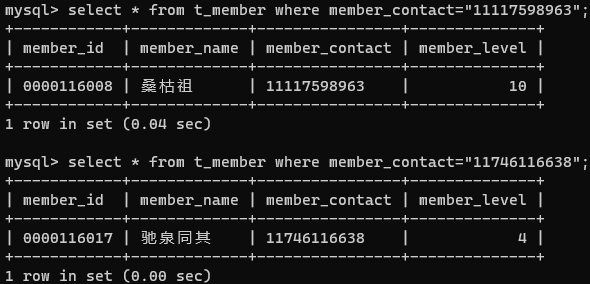 mysql> select * from t_member where member_contact="11117598963";
+------------+-------------+----------------+--------------+
| member_id  | member_name | member_contact | member_level |
+------------+-------------+----------------+--------------+
| 0000116008 | 桑枯祖      | 11117598963    |           10 |
+------------+-------------+----------------+--------------+
1 row in set (0.04 sec)
mysql> select * from t_member where member_contact="11746116638";
+------------+-------------+----------------+--------------+
| member_id  | member_name | member_contact | member_level |
+------------+-------------+----------------+--------------+
| 0000116017 | 驰泉同其    | 11746116638    |            4 |
+------------+-------------+----------------+--------------+
1 row in set (0.00 sec)